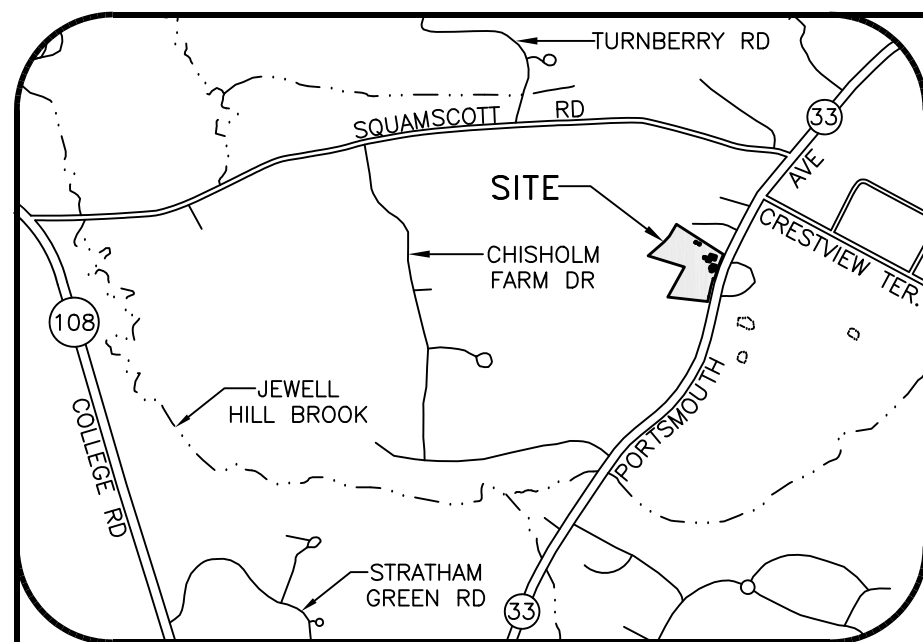 TURNBERRY RD
SQUAMSCOTT RD
33
AVE
SITE
CRESTVIEW TER.
CHISHOLM
FARM DR
108
JEWELL
HILL BROOK
PORTSMOUTH
COLLEGE RD
STRATHAM
GREEN RD
33